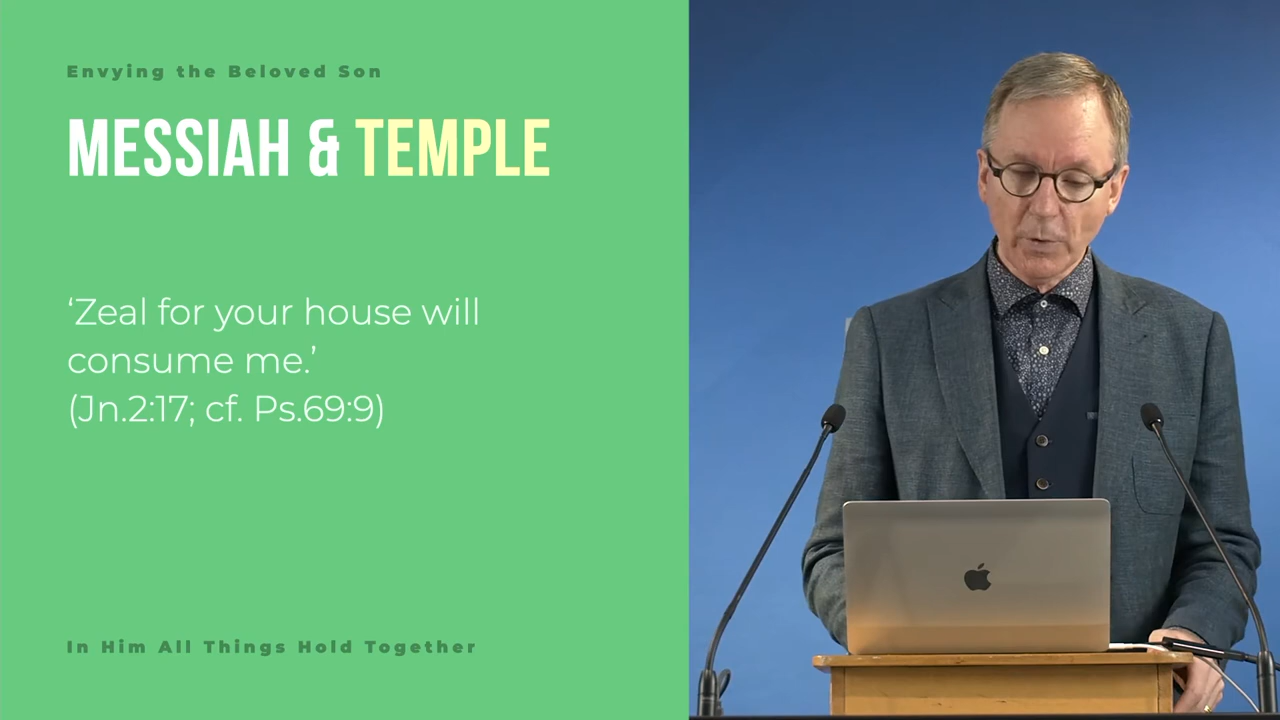 Envying the Beloved Son
MESSIAH & TEMPLE
‘Zeal for your house will
consume me.’
(Jn.2:17; cf. Ps.69:9)
In Him All Things Hold Together